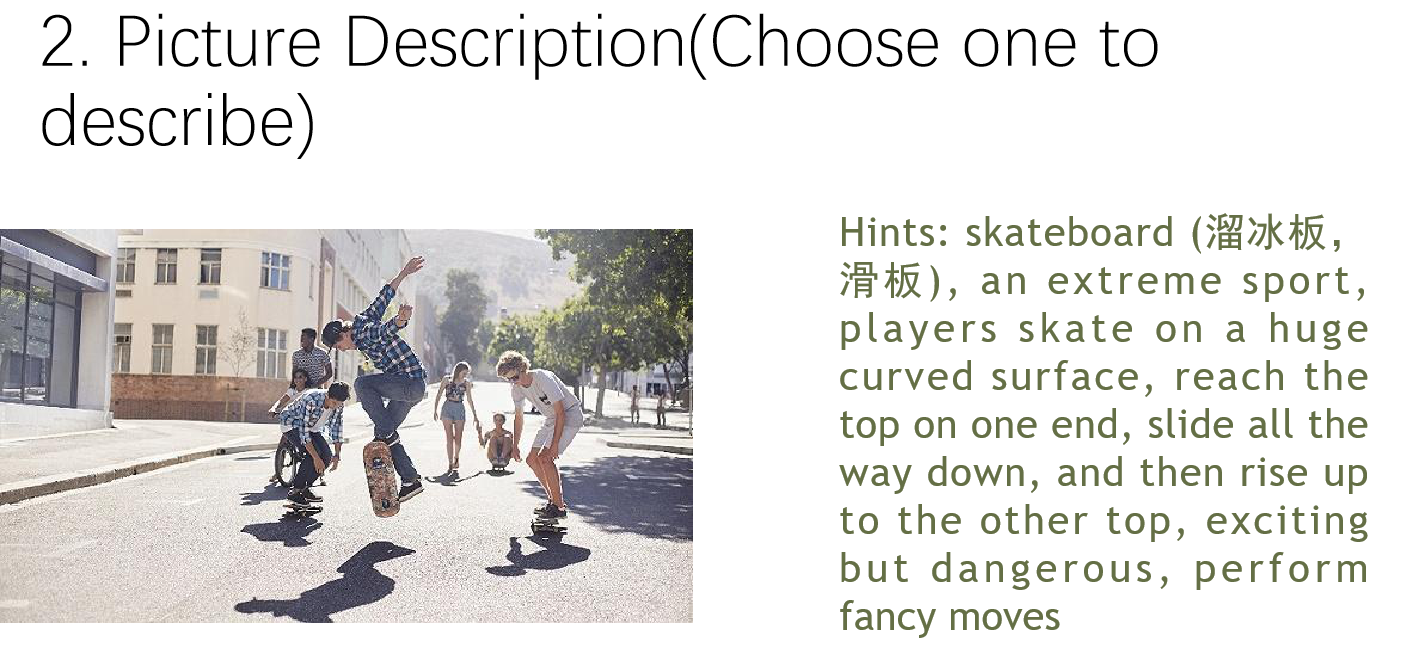 2. Picture Description(Choose one to
describe)
Hints: skateboard (溜冰板,
滑板), an extreme sport,
players skate on a huge
curved surface, reach the
top on one end, slide all the
way down, and then rise up
to the other top, exciting
but dangerous, perform
fancy moves